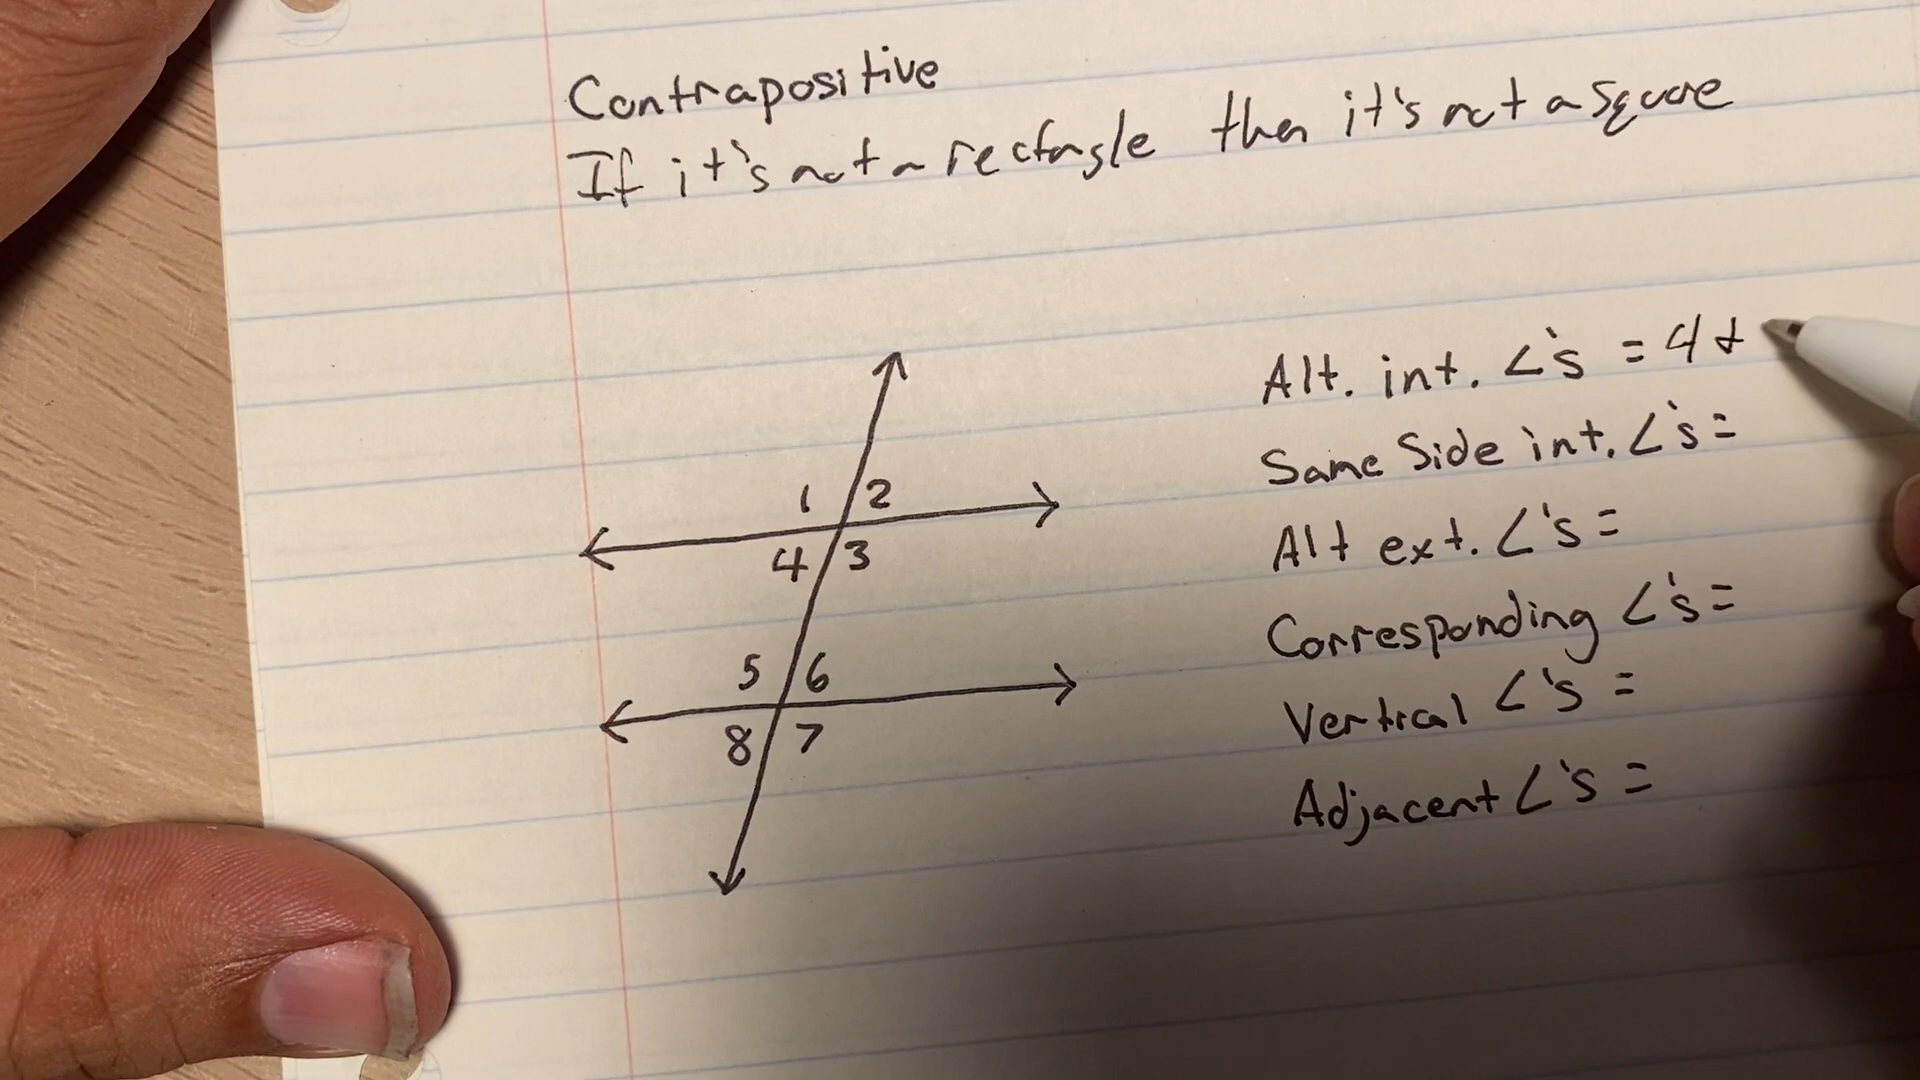 Contrapositive
If it's not a rectangle then it's not a square
Alt. int. ∠'s = 4 &
Same Side int. ∠'s =
Alt ext. ∠'s =
Corresponding ∠'s =
Vertical ∠'s =
Adjacent ∠'s =
1 2
4 3
5 6
8 7